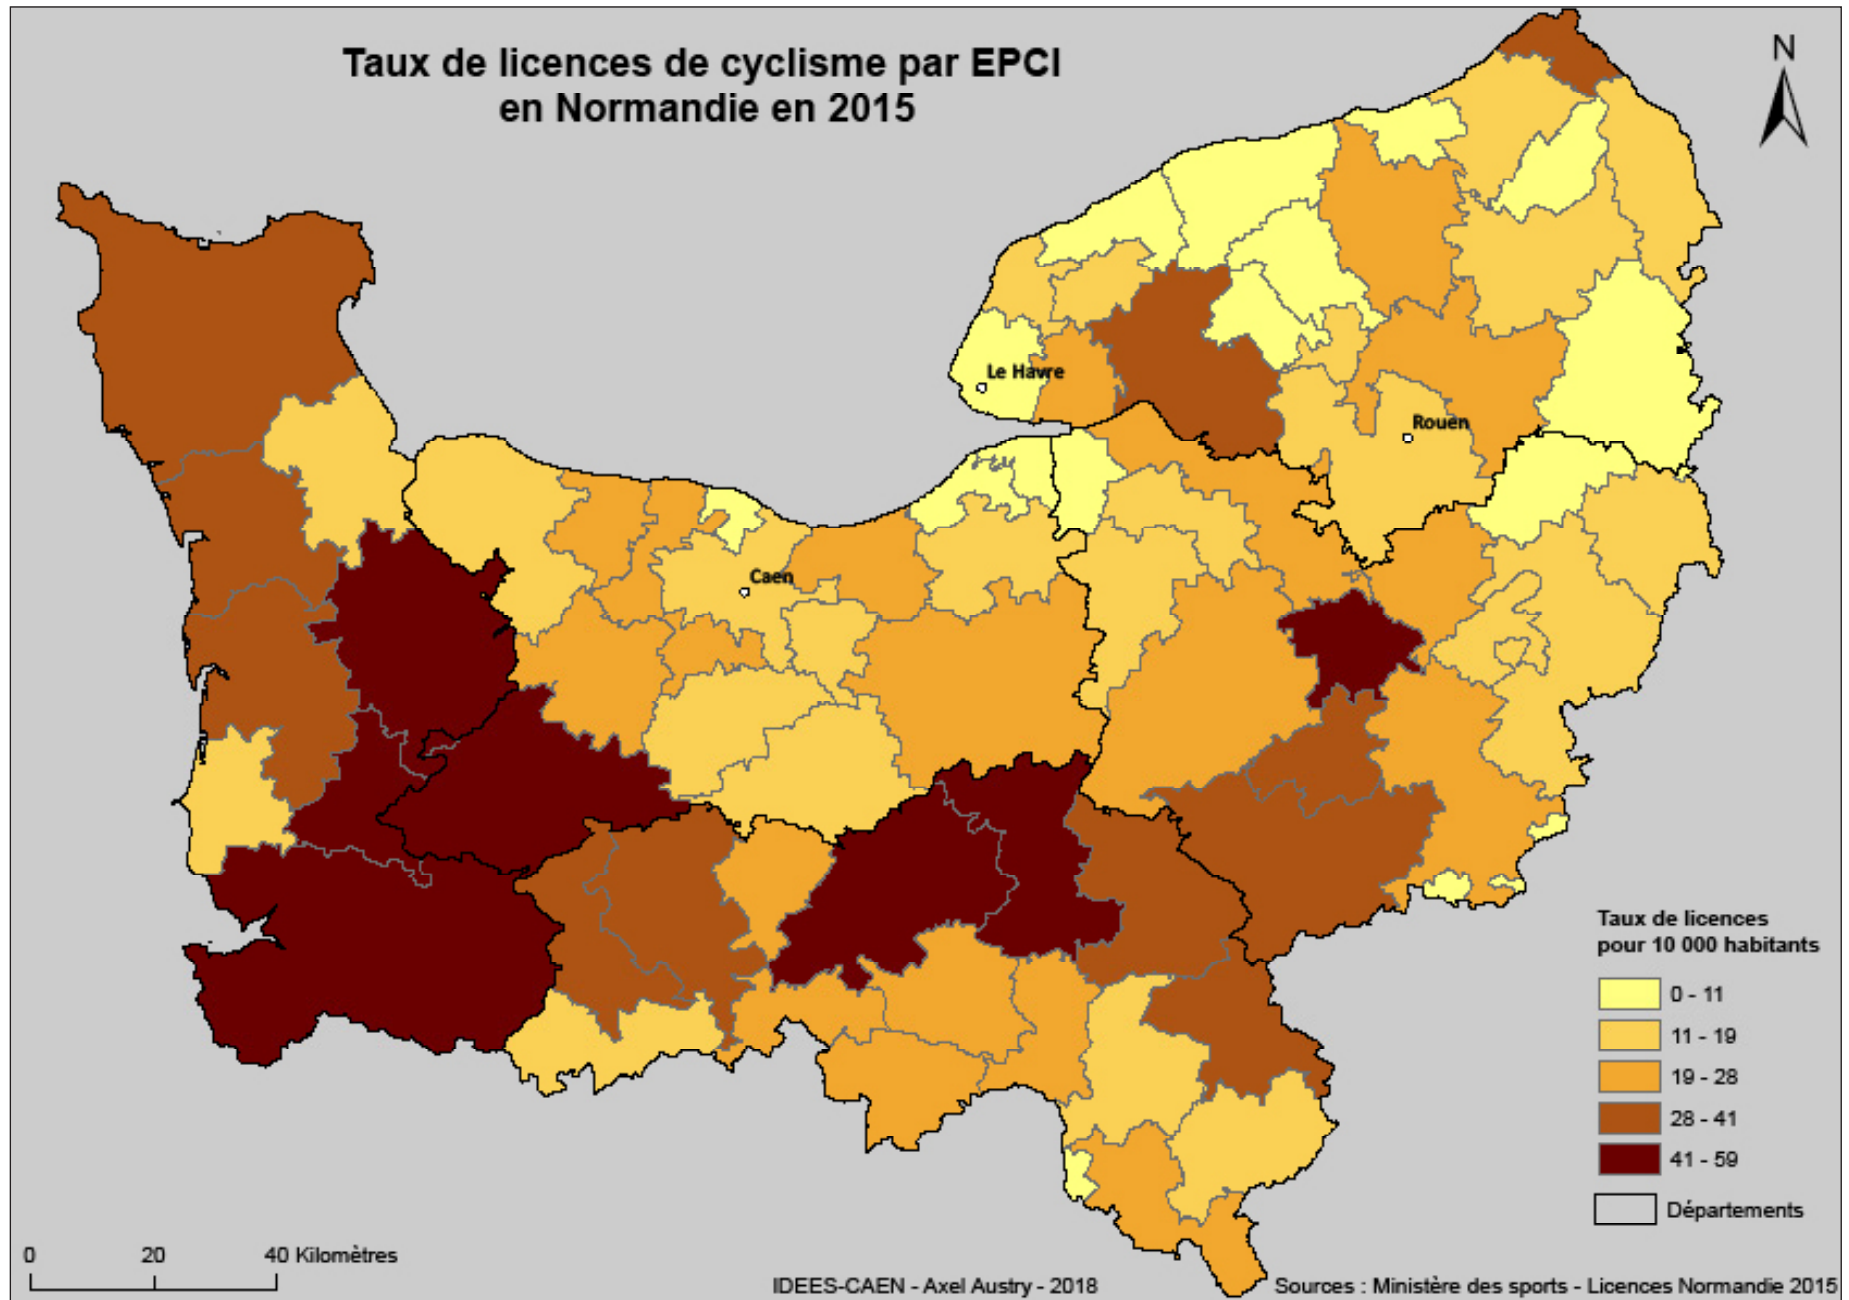 Taux de licences de cyclisme par EPCI
en Normandie en 2015
N
Le Havre
Rouen
Caen
Taux de licences
pour 10 000 habitants
0 - 11
11 - 19
19 - 28
28 - 41
41 - 59
Départements
0 20 40 Kilomètres
IDEES-CAEN - Axel Austry - 2018
Sources : Ministère des sports - Licences Normandie 2015